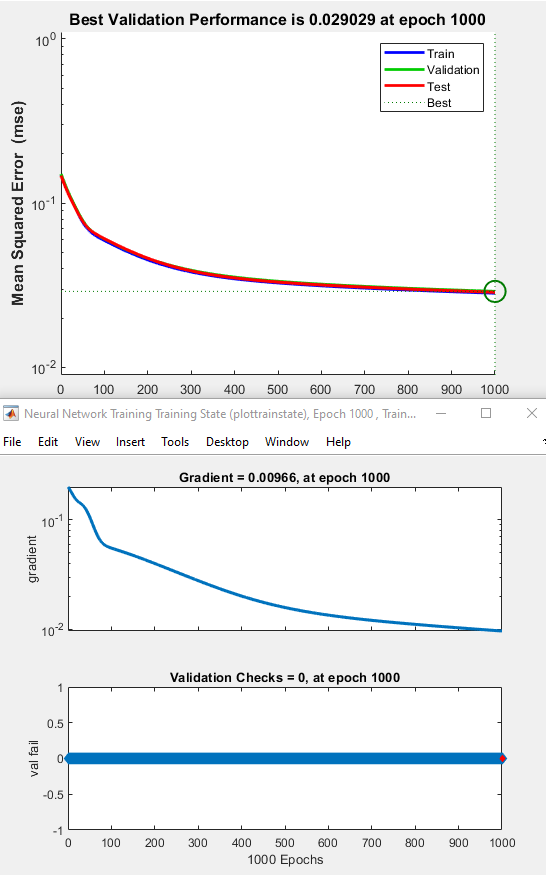 Best Validation Performance is 0.029029 at epoch 1000
10^0
Train
Validation
Test
Best
Mean Squared Error (mse)
10^-1
10^-2
0 100 200 300 400 500 600 700 800 900 1000
Neural Network Training Training State (plottrainstate), Epoch 1000 , Train...
File Edit View Insert Tools Desktop Window Help
Gradient = 0.00966, at epoch 1000
10^-1
gradient
10^-2
Validation Checks = 0, at epoch 1000
1
0.5
val fail
0
-0.5
-1
0 100 200 300 400 500 600 700 800 900 1000
1000 Epochs